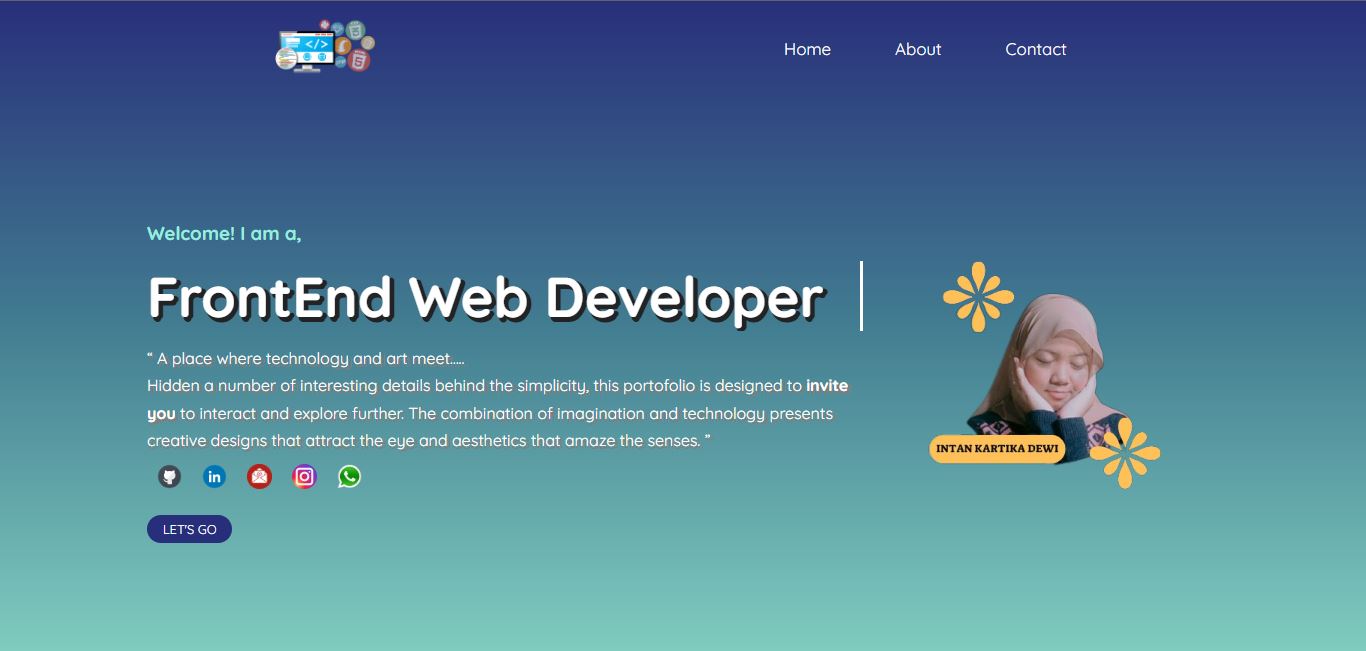 </>
Home About Contact
Welcome! I am a,
FrontEnd Web Developer
“ A place where technology and art meet.....
Hidden a number of interesting details behind the simplicity, this portofolio is designed to invite
you to interact and explore further. The combination of imagination and technology presents
creative designs that attract the eye and aesthetics that amaze the senses. ”
INTAN KARTIKA DEWI
in
LET'S GO